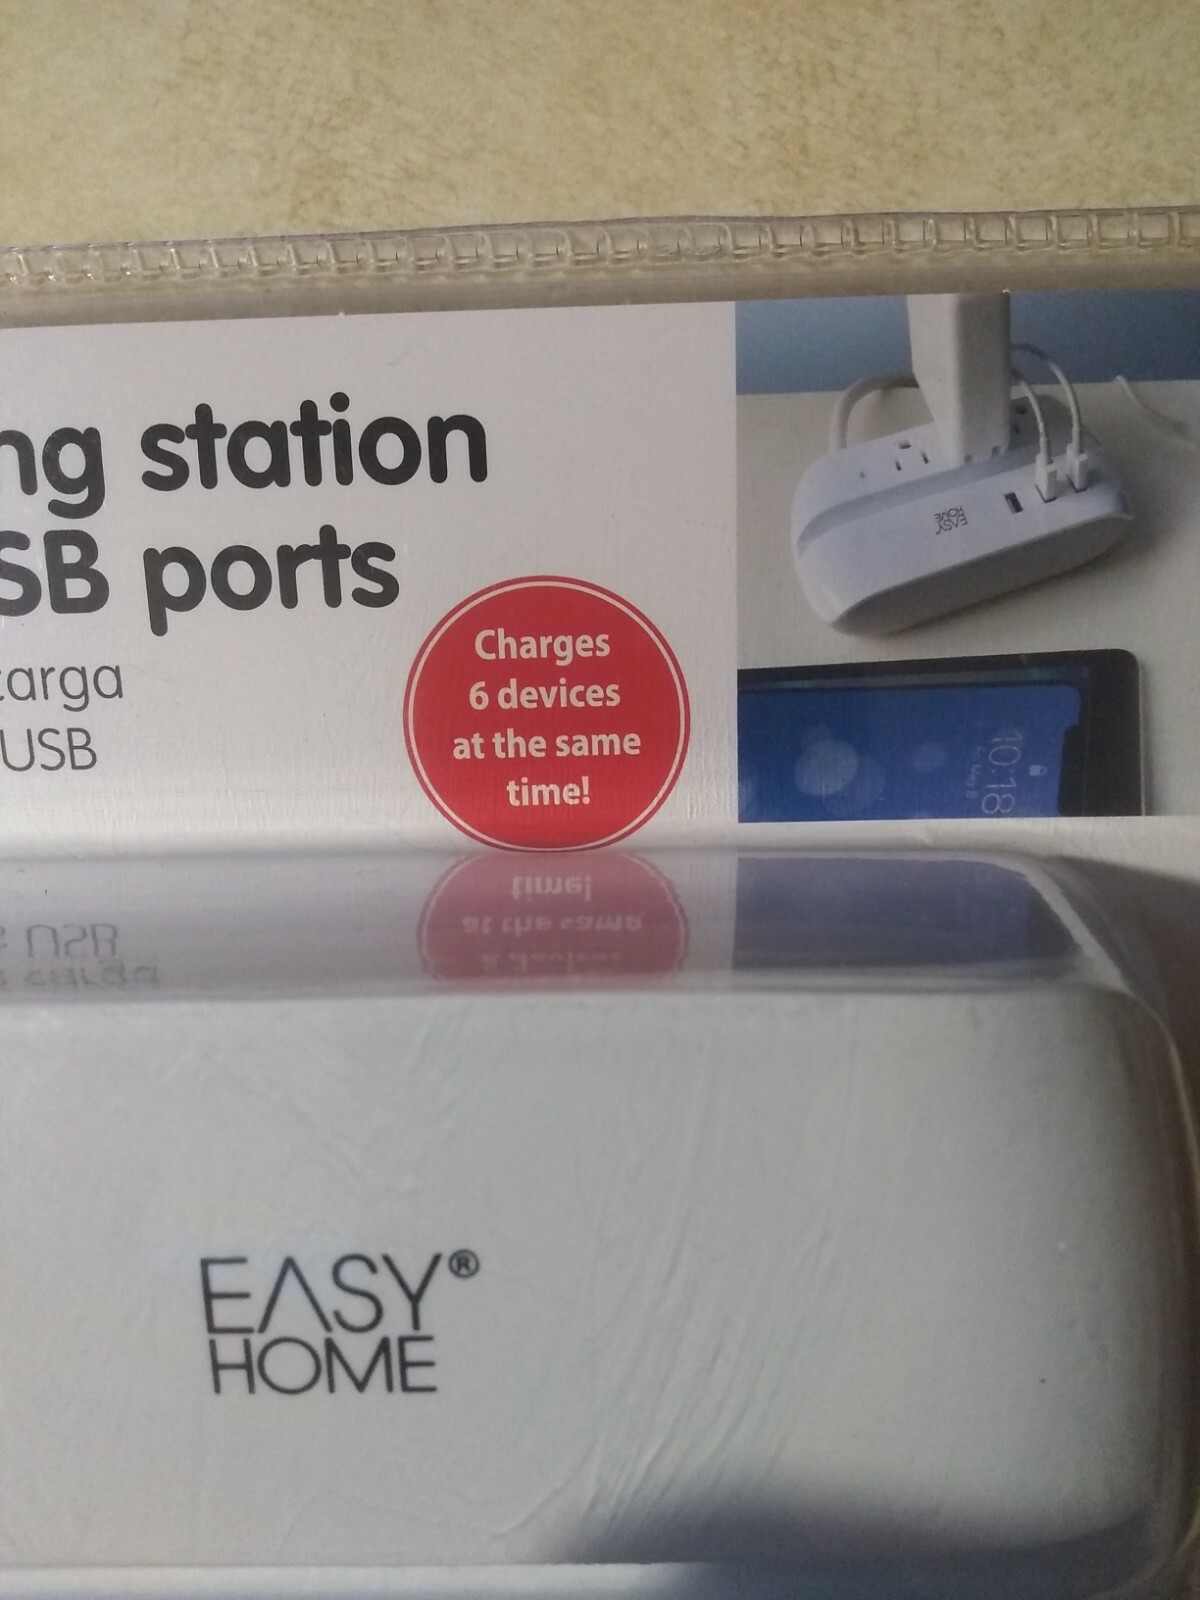 ng station
SB ports
carga
USB
Charges
6 devices
at the same
time!
EASY
HOME
10:18
EASY®
HOME